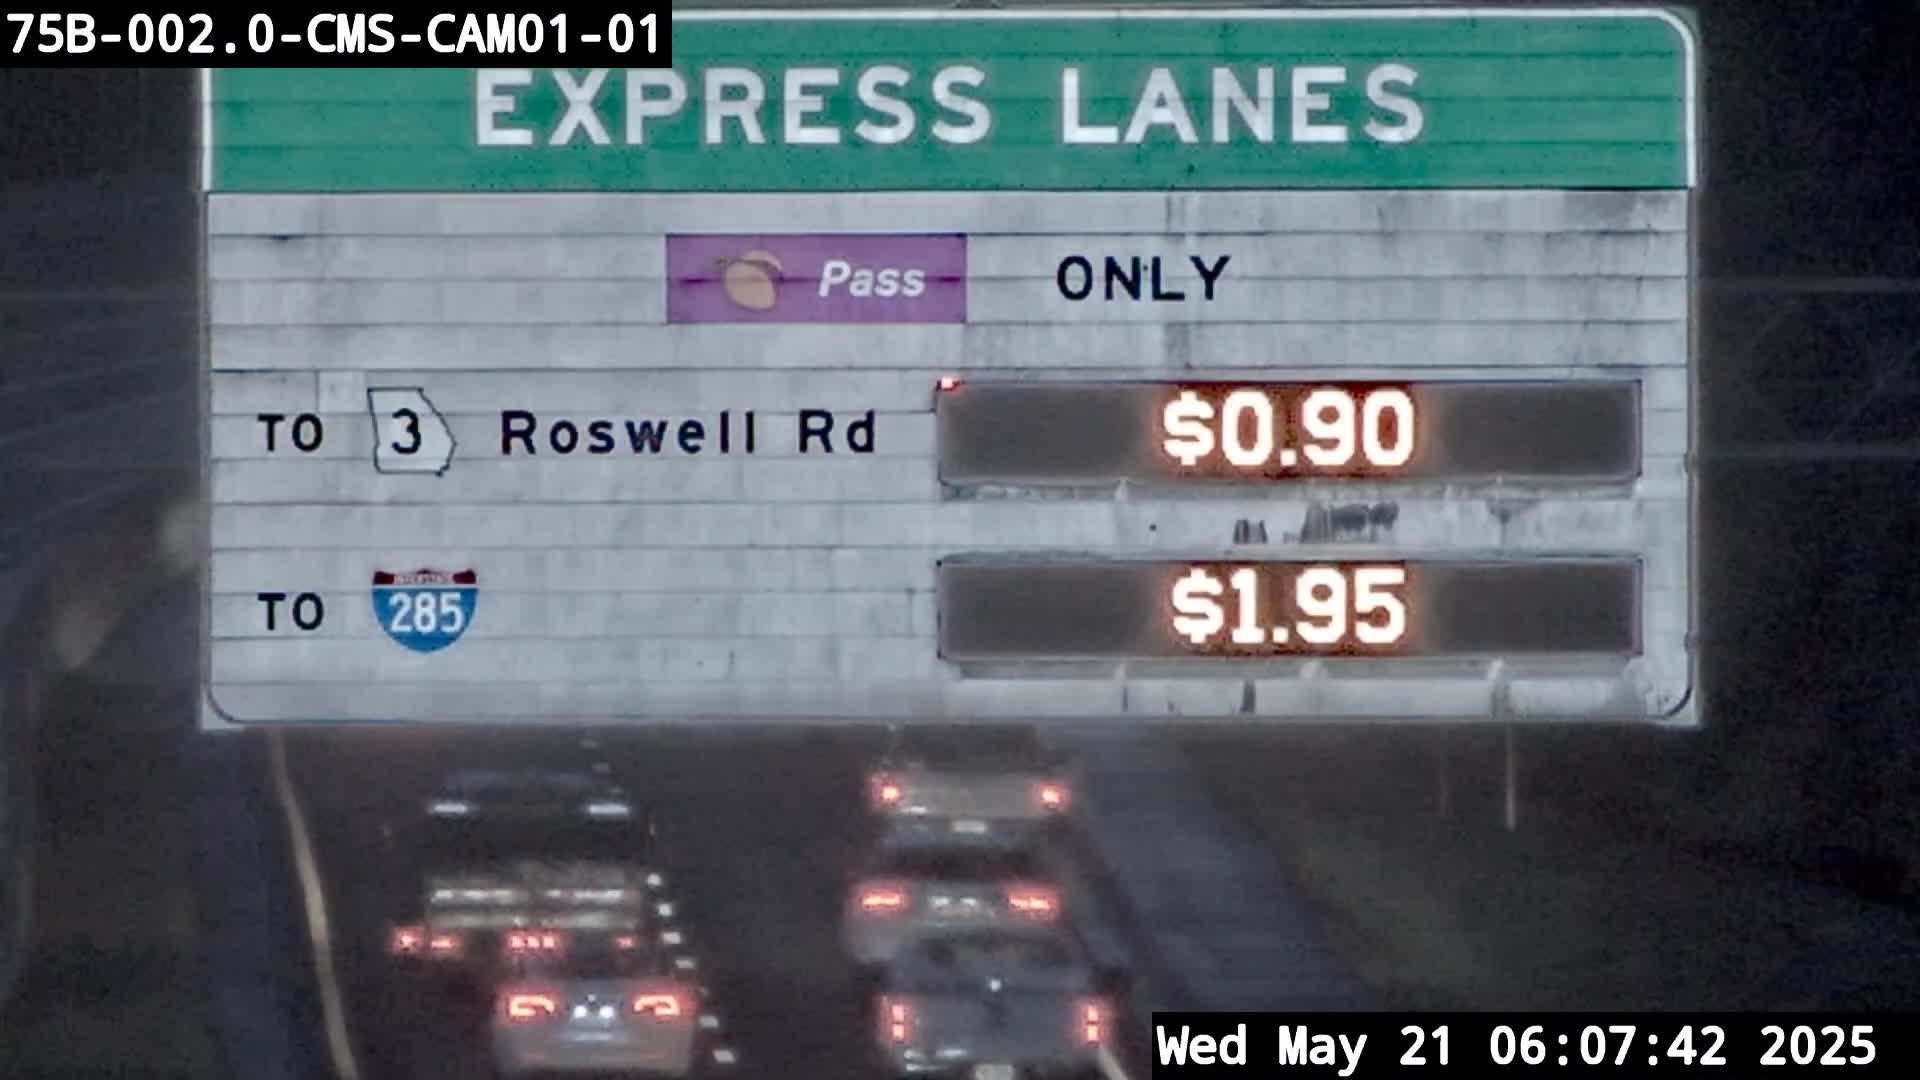 75B-002.0-CMS-CAM01-01
EXPRESS LANES
Pass ONLY
TO 3 Roswell Rd $0.90
TO INTERSTATE 285 $1.95
Wed May 21 06:07:42 2025